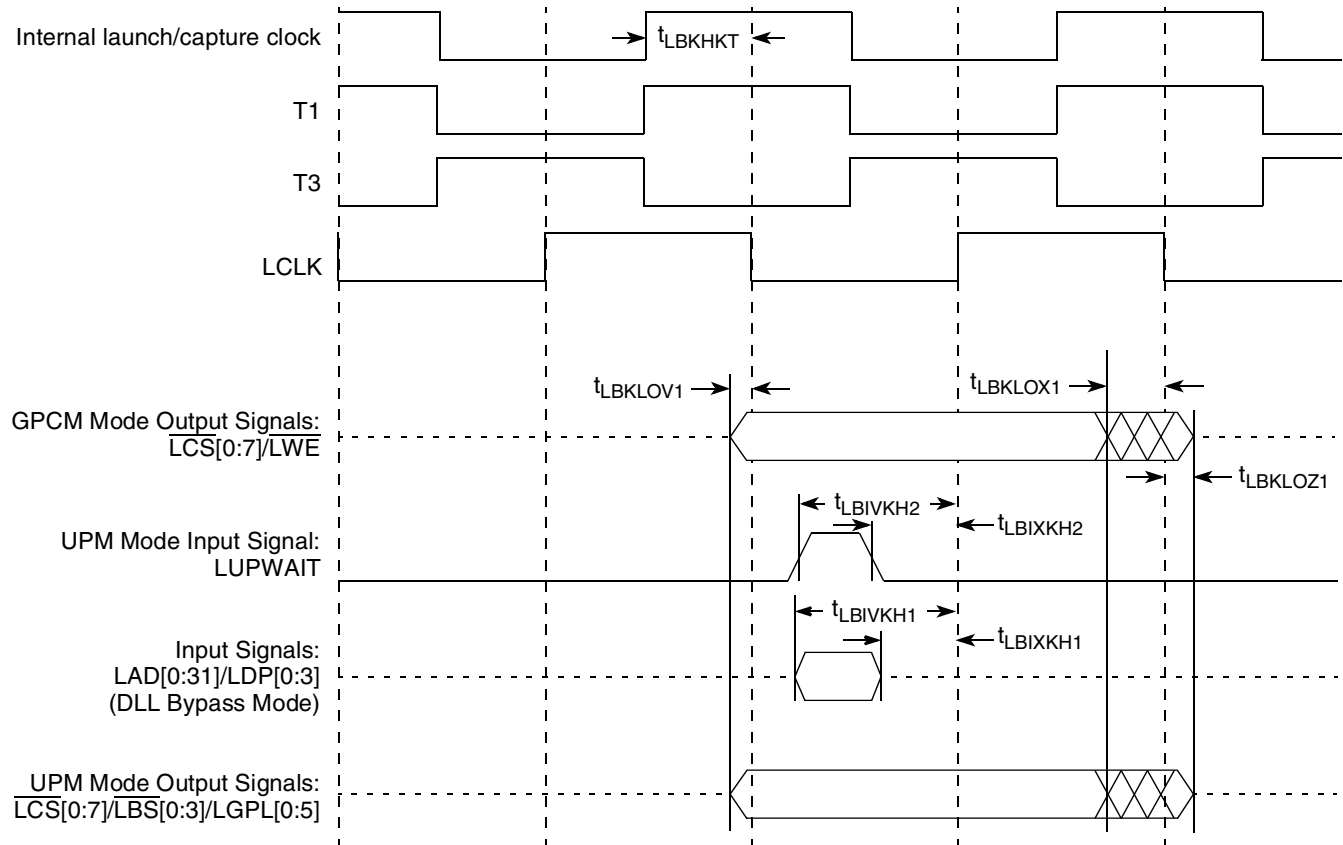 Internal launch/capture clock
tLBKHKT
T1
T3
LCLK
tLBKLOV1
tLBKLOX1
GPCM Mode Output Signals:
LCS[0:7]/LWE
tLBKLOZ1
tLBIVKH2
tLBIXKH2
UPM Mode Input Signal:
LUPWAIT
tLBIVKH1
tLBIXKH1
Input Signals:
LAD[0:31]/LDP[0:3]
(DLL Bypass Mode)
UPM Mode Output Signals:
LCS[0:7]/LBS[0:3]/LGPL[0:5]